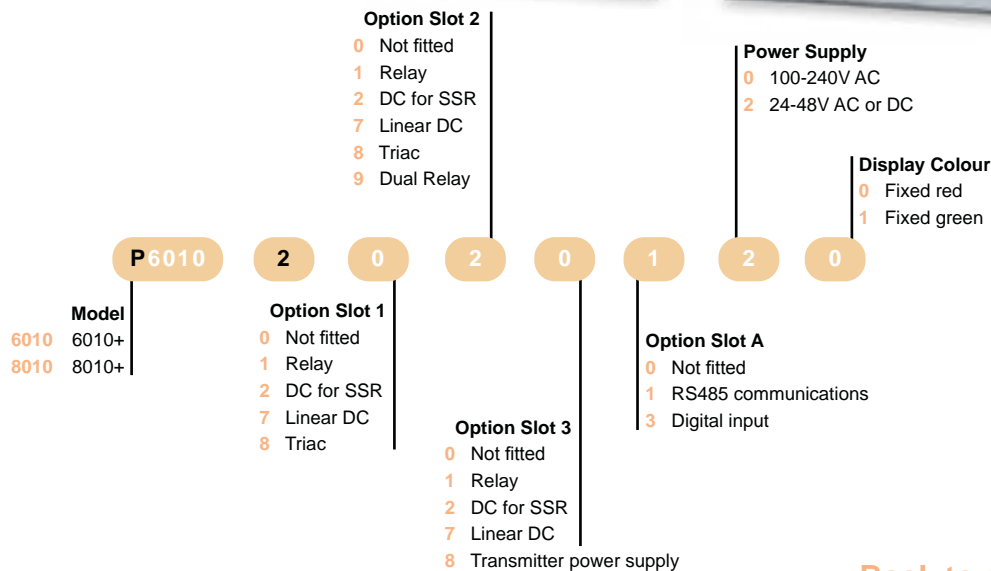 Option Slot 2
0 Not fitted
1 Relay
2 DC for SSR
7 Linear DC
8 Triac
9 Dual Relay
Power Supply
0 100-240V AC
2 24-48V AC or DC
Display Colour
0 Fixed red
1 Fixed green
P6010 2 0 2 0 1 2 0
Model
6010 6010+
8010 8010+
Option Slot 1
0 Not fitted
1 Relay
2 DC for SSR
7 Linear DC
8 Triac
Option Slot 3
0 Not fitted
1 Relay
2 DC for SSR
7 Linear DC
8 Transmitter power supply
Option Slot A
0 Not fitted
1 RS485 communications
3 Digital input